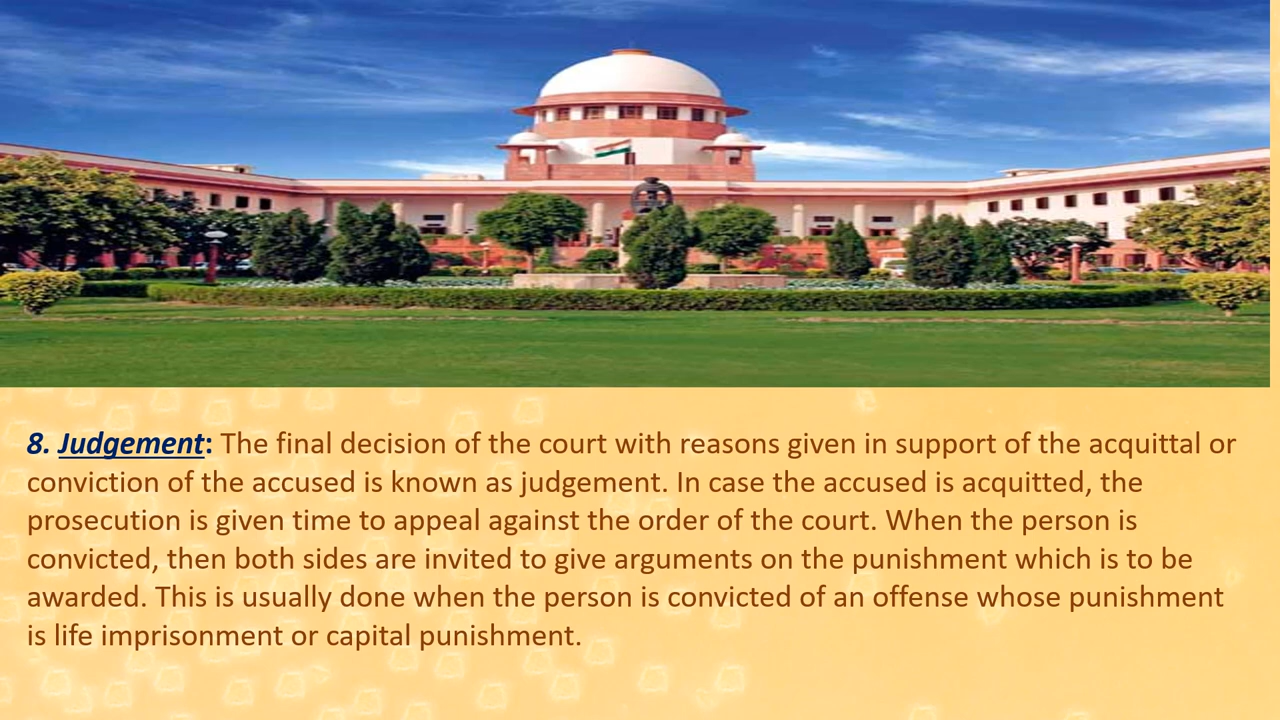 8. Judgement: The final decision of the court with reasons given in support of the acquittal or
conviction of the accused is known as judgement. In case the accused is acquitted, the
prosecution is given time to appeal against the order of the court. When the person is
convicted, then both sides are invited to give arguments on the punishment which is to be
awarded. This is usually done when the person is convicted of an offense whose punishment
is life imprisonment or capital punishment.